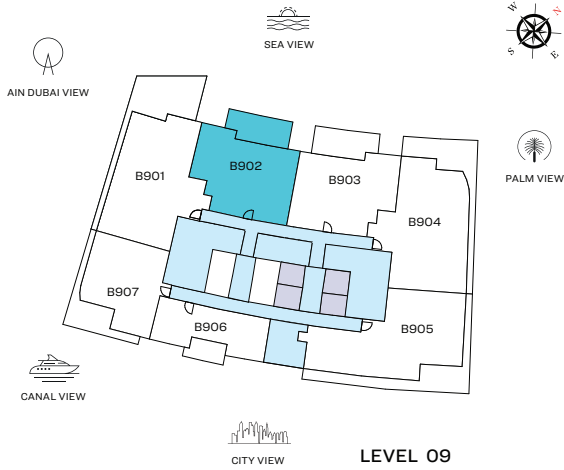 W
N
S
E
SEA VIEW
AIN DUBAI VIEW
PALM VIEW
B901
B902
B903
B904
B907
B906
B905
CANAL VIEW
CITY VIEW
LEVEL 09